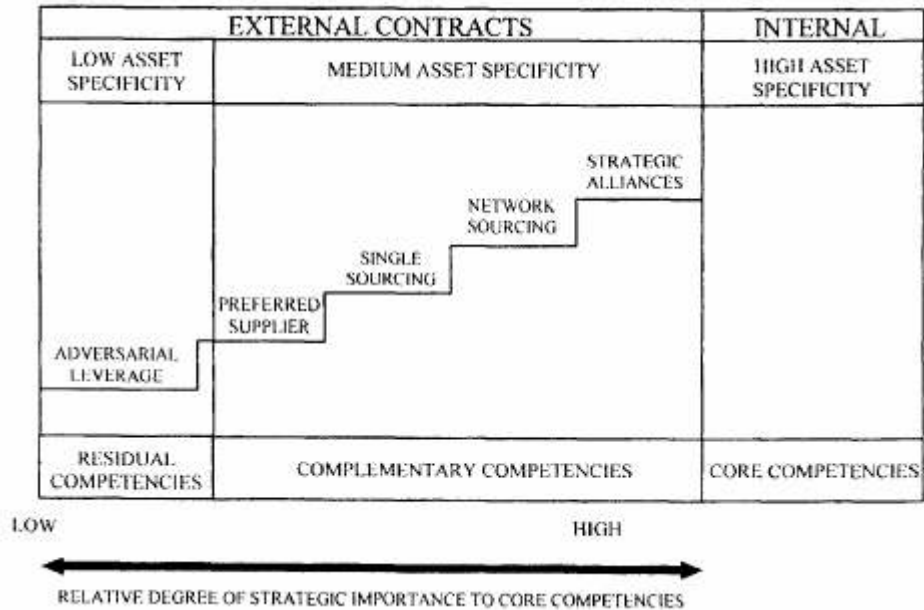 EXTERNAL CONTRACTS
INTERNAL
LOW ASSET
SPECIFICITY
MEDIUM ASSET SPECIFICITY
HIGH ASSET
SPECIFICITY
STRATEGIC
ALLIANCES
NETWORK
SOURCING
SINGLE
SOURCING
PREFERRED
SUPPLIER
ADVERSARIAL
LEVERAGE
RESIDUAL
COMPETENCIES
COMPLEMENTARY COMPETENCIES
CORE COMPETENCIES
LOW
HIGH
RELATIVE DEGREE OF STRATEGIC IMPORTANCE TO CORE COMPETENCIES